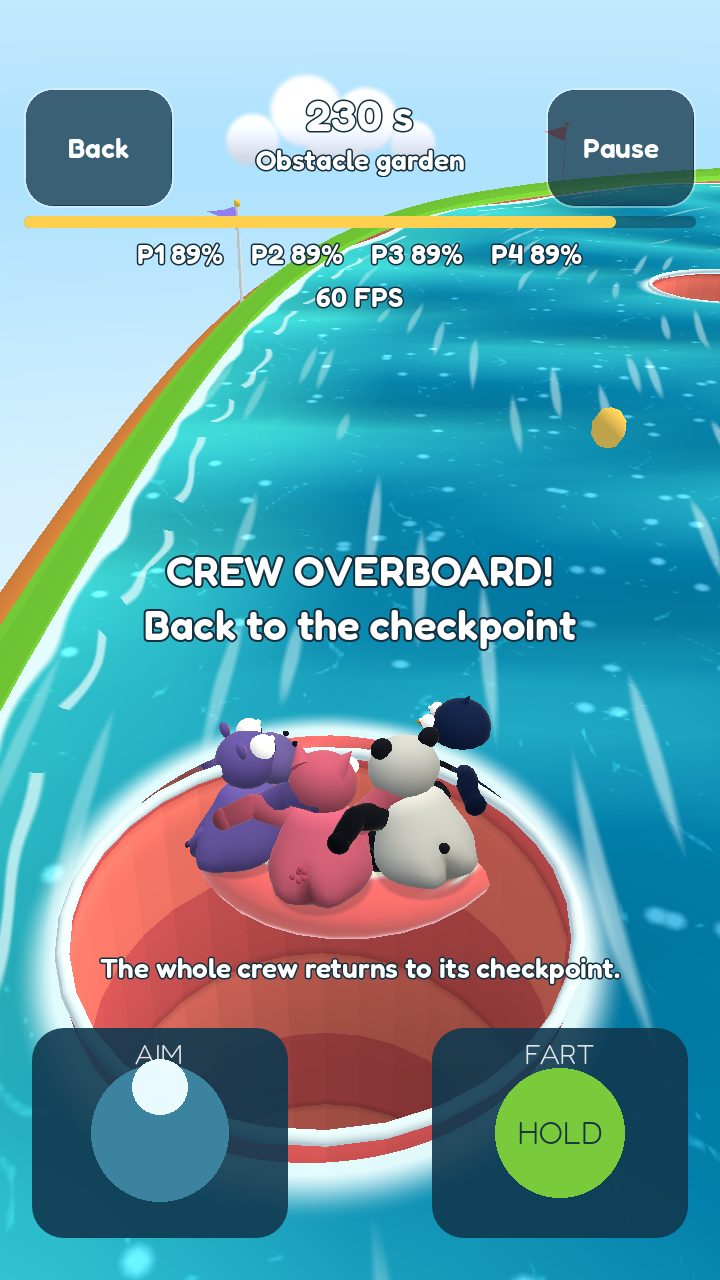 Back
230 s
Obstacle garden
Pause
P1 89% P2 89% P3 89% P4 89%
60 FPS
CREW OVERBOARD!
Back to the checkpoint
The whole crew returns to its checkpoint.
AIM
FART
HOLD